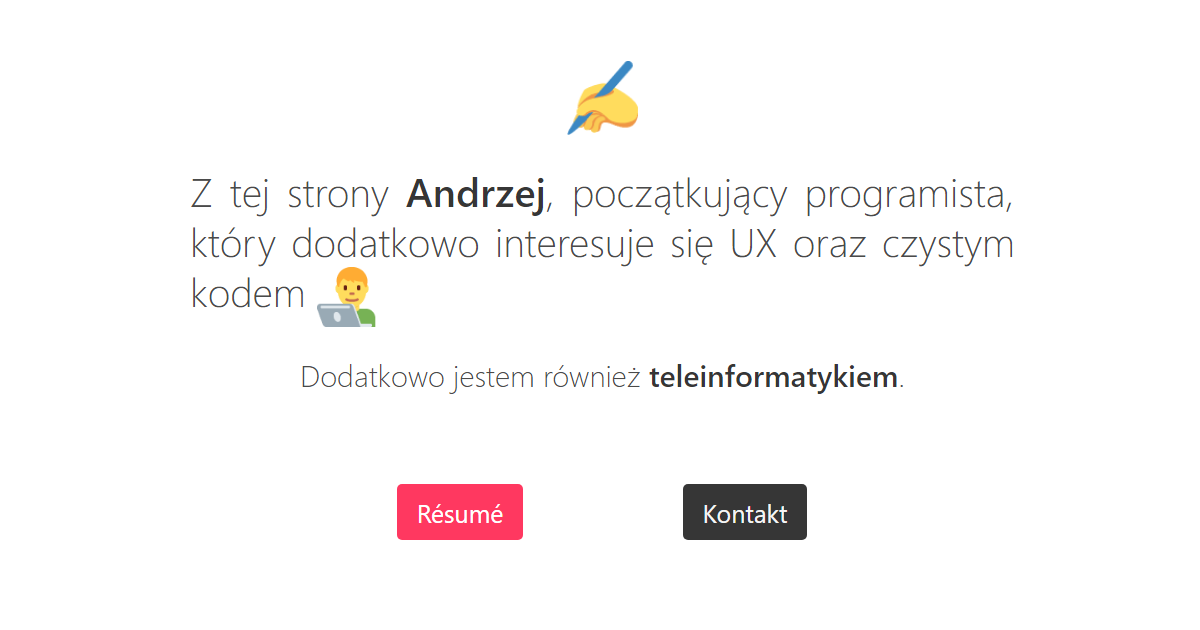 Z tej strony Andrzej, początkujący programista,
który dodatkowo interesuje się UX oraz czystym
kodem
Dodatkowo jestem również teleinformatykiem.
Résumé
Kontakt